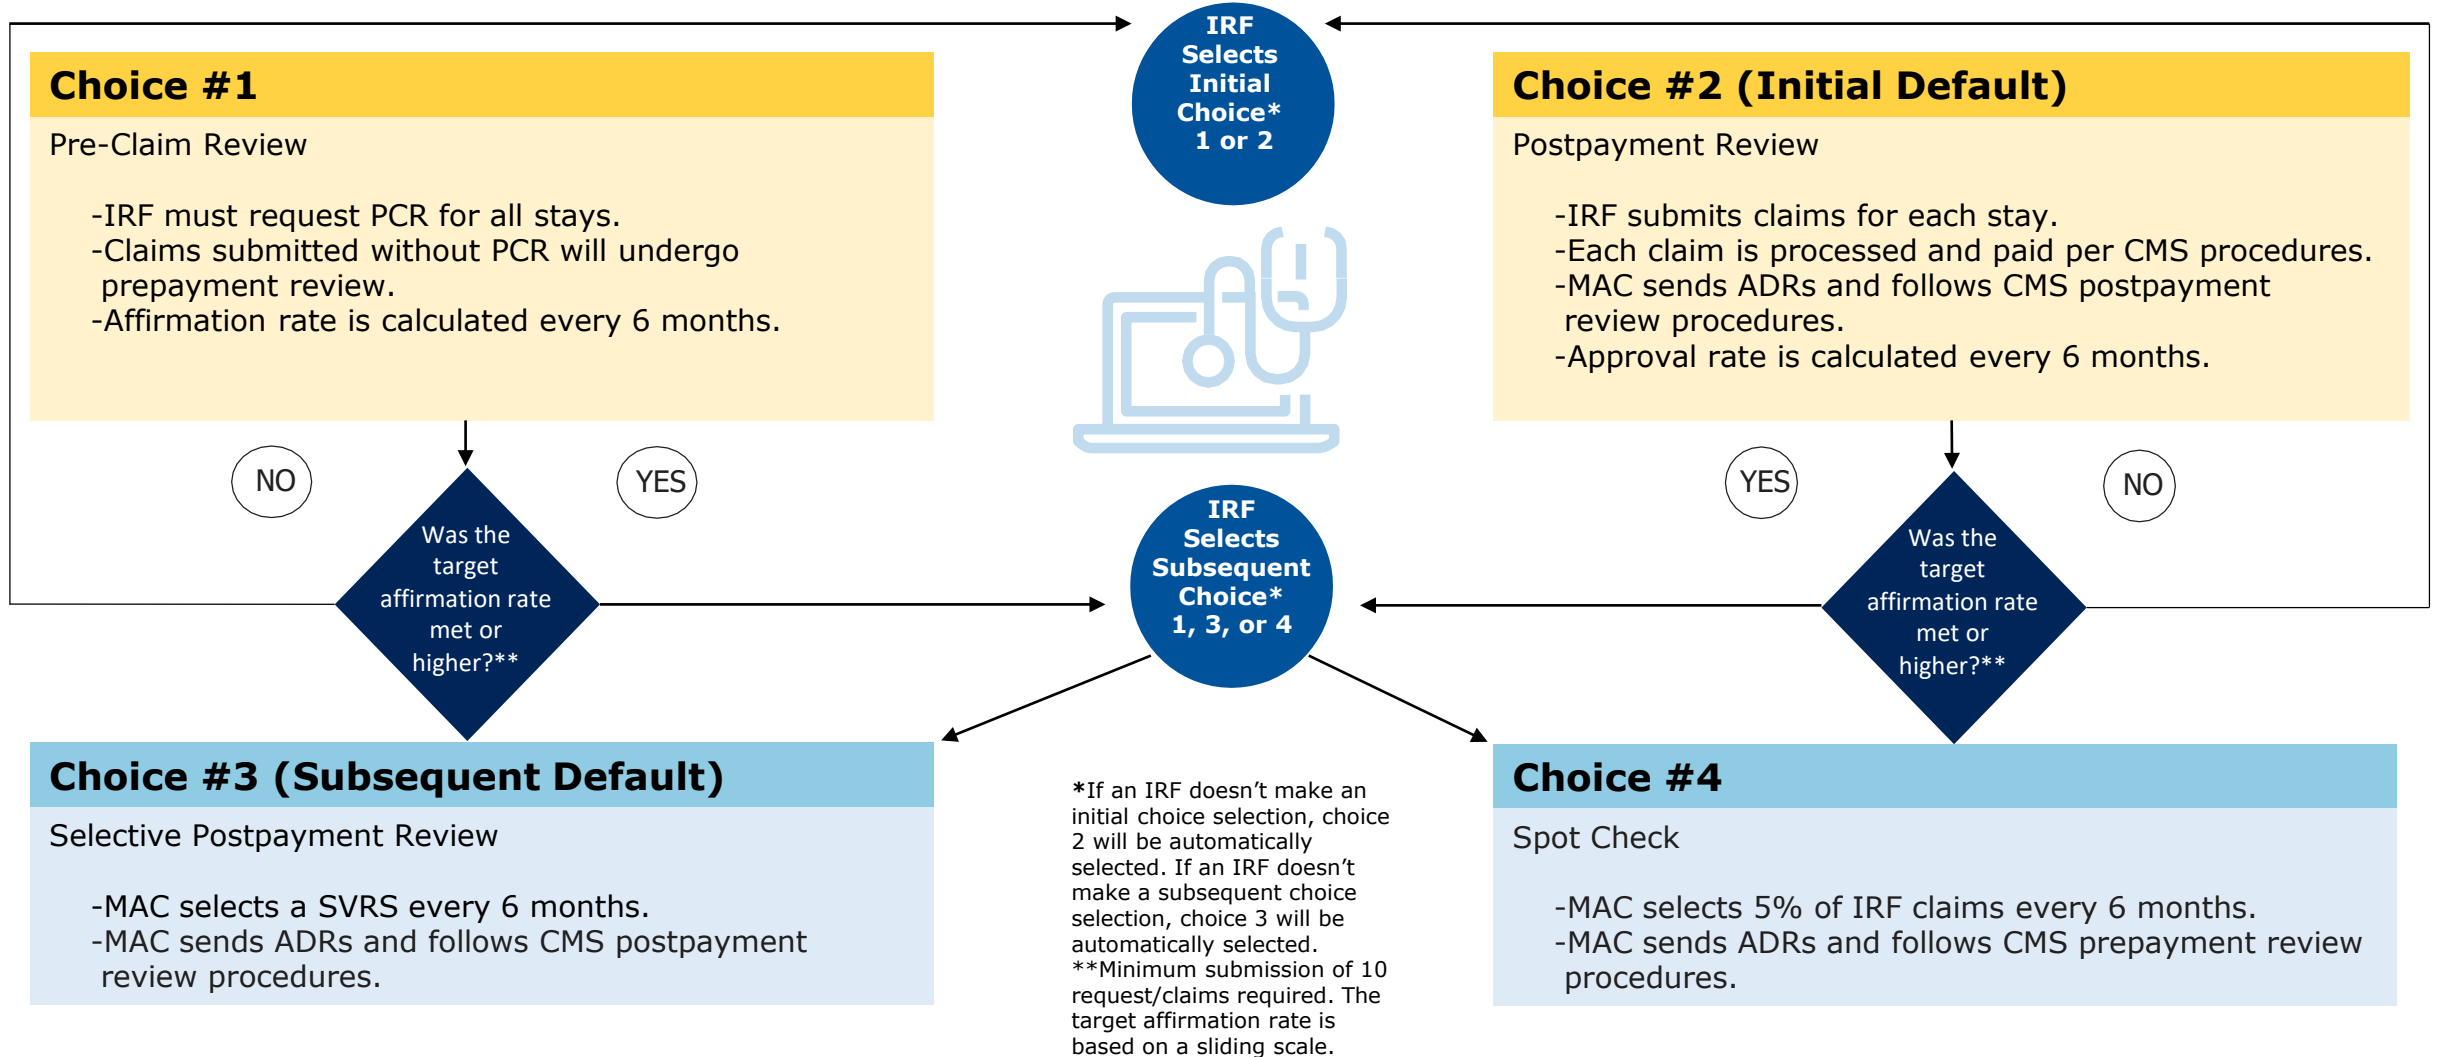 IRF
Selects
Initial
Choice*
1 or 2
Choice #1
Pre-Claim Review
-IRF must request PCR for all stays.
-Claims submitted without PCR will undergo
prepayment review.
-Affirmation rate is calculated every 6 months.
Choice #2 (Initial Default)
Postpayment Review
-IRF submits claims for each stay.
-Each claim is processed and paid per CMS procedures.
-MAC sends ADRs and follows CMS postpayment
review procedures.
-Approval rate is calculated every 6 months.
NO
YES
Was the
target
affirmation rate
met or
higher?**
IRF
Selects
Subsequent
Choice*
1, 3, or 4
YES
NO
Was the
target
affirmation rate
met or
higher?**
Choice #3 (Subsequent Default)
Selective Postpayment Review
-MAC selects a SVRS every 6 months.
-MAC sends ADRs and follows CMS postpayment
review procedures.
*If an IRF doesn’t make an
initial choice selection, choice
2 will be automatically
selected. If an IRF doesn’t
make a subsequent choice
selection, choice 3 will be
automatically selected.
**Minimum submission of 10
request/claims required. The
target affirmation rate is
based on a sliding scale.
Choice #4
Spot Check
-MAC selects 5% of IRF claims every 6 months.
-MAC sends ADRs and follows CMS prepayment review
procedures.